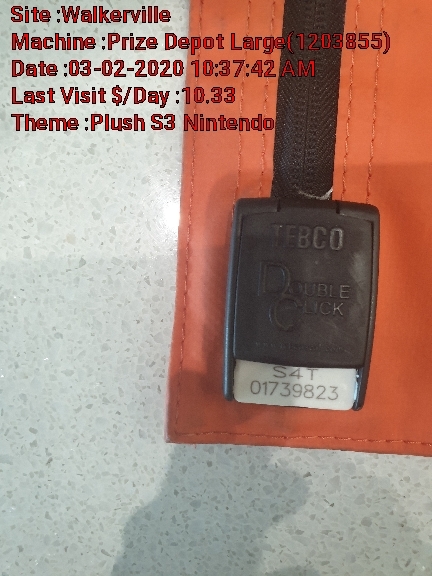 Site :Walkerville
Machine :Prize Depot Large(1203855)
Date :03-02-2020 10:37:42 AM
Last Visit $/Day :10.33
Theme :Plush S3 Nintendo
TEBCO
DOUBLE
CLICK
S4T
01739823